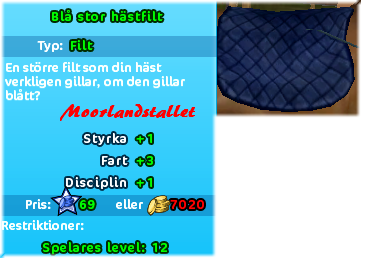 Blå stor hästfilt
Typ: Filt
En större filt som din häst
verkligen gillar, om den gillar
blått?
Moorlandstallet
Styrka +1
Fart +3
Disciplin +1
Pris: 69 eller 7020
Restriktioner:
Spelares level: 12